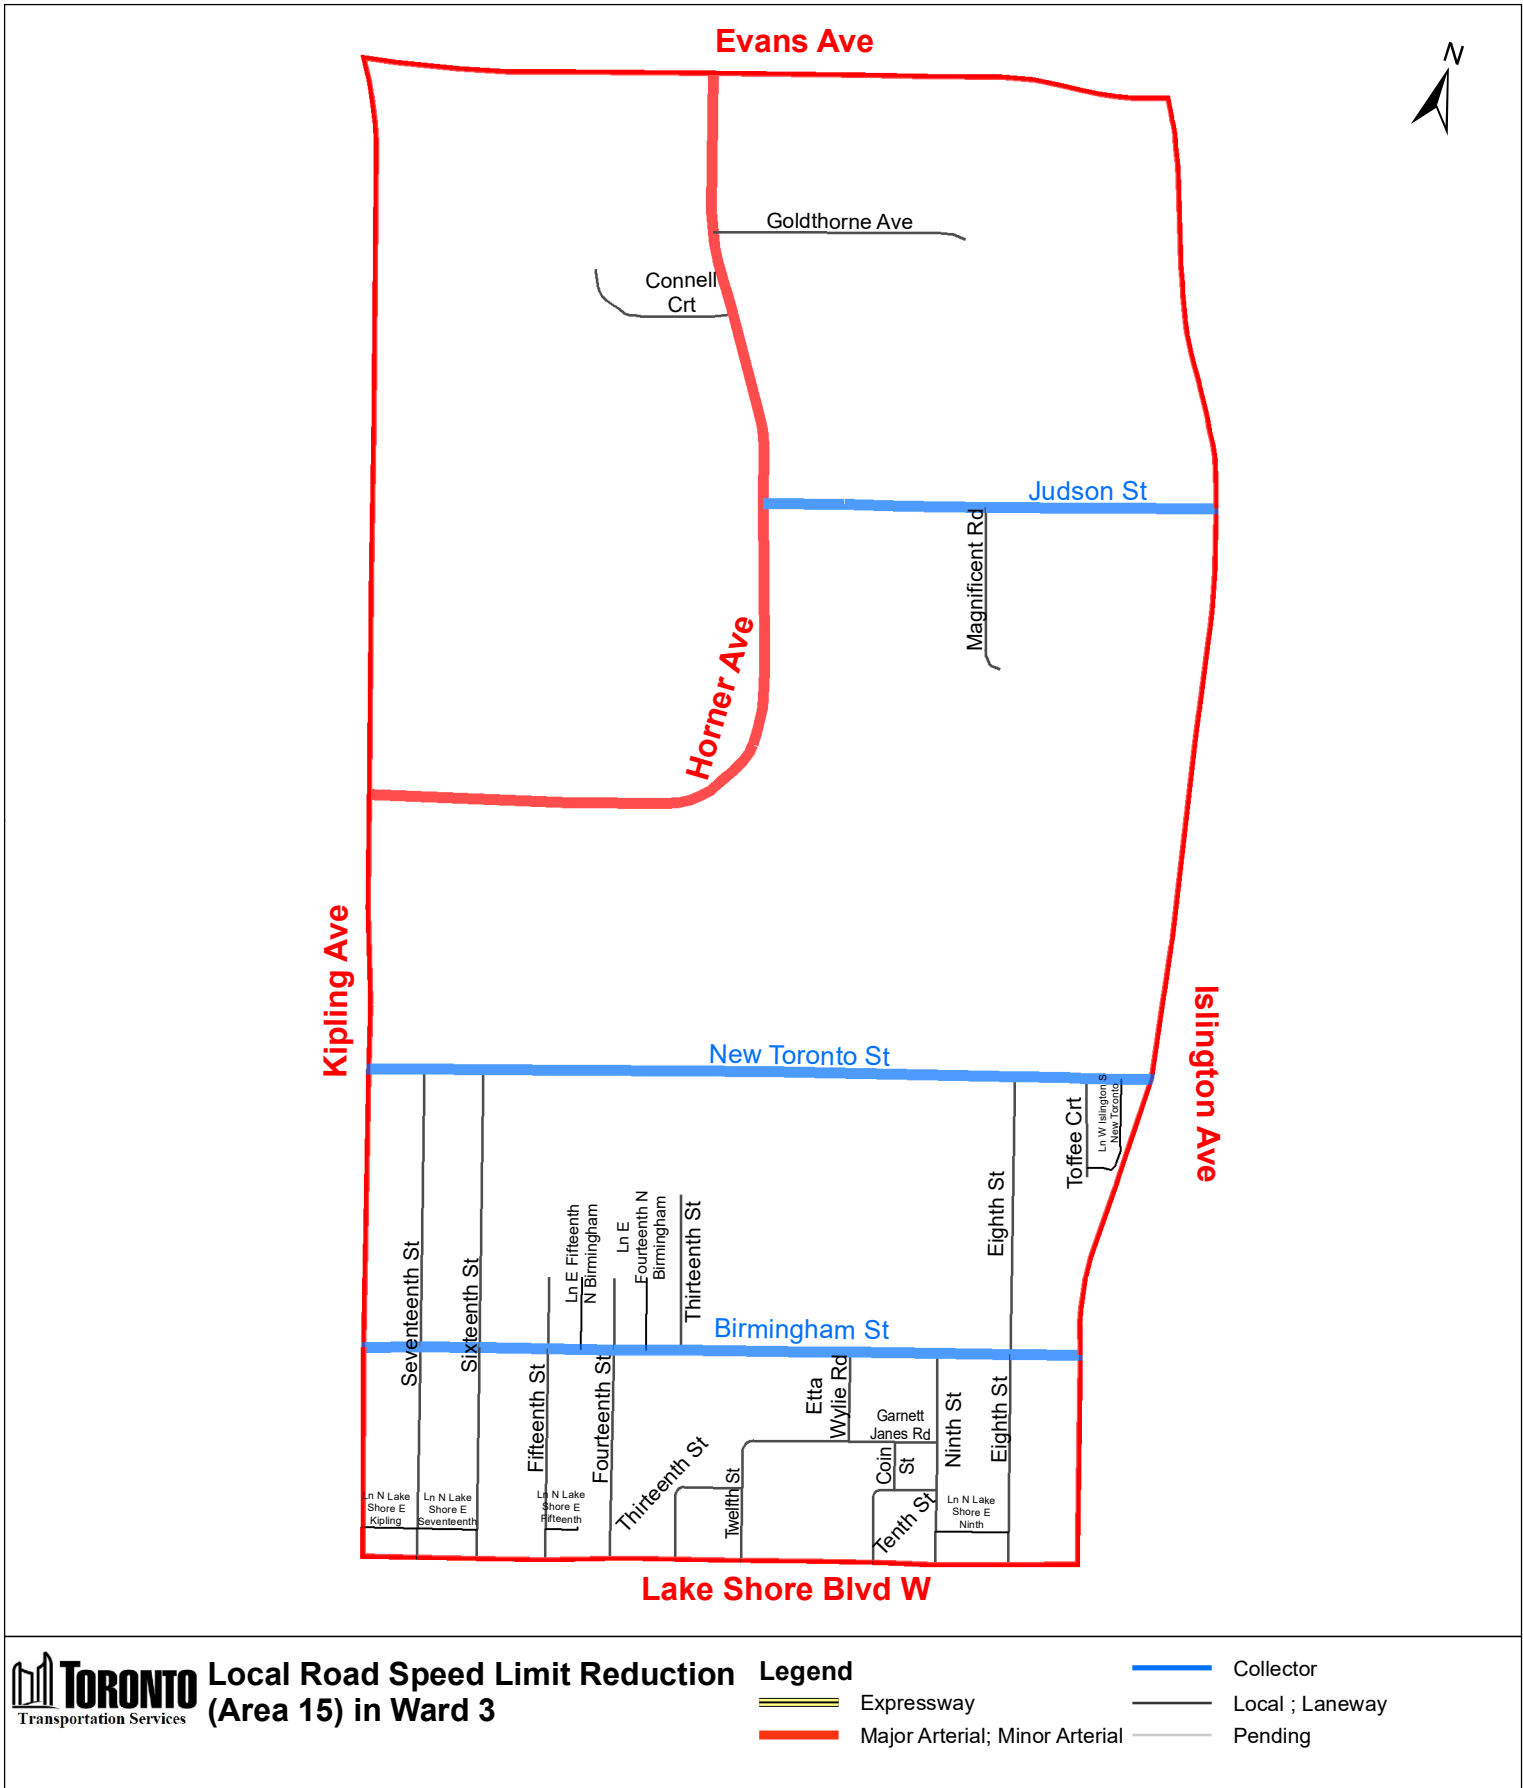 Evans Ave
N
Goldthorne Ave
Connell
Crt
Judson St
Magnificent Rd
Horner Ave
Kipling Ave
Islington Ave
New Toronto St
Toffee Crt
Ln W Islington S
New Toronto
Eighth St
Seventeenth St
Sixteenth St
Ln E Fifteenth
N Birmingham
Ln E
Fourteenth N
Birmingham
Thirteenth St
Birmingham St
Fifteenth St
Fourteenth St
Thirteenth St
Twelfth St
Etta
Wylie Rd
Garnett
Janes Rd
Coin
St
Tenth St
Ninth St
Eighth St
Ln N Lake
Shore E
Kipling
Ln N Lake
Shore E
Seventeenth
Ln N Lake
Shore E
Fifteenth
Ln N Lake
Shore E
Ninth
Lake Shore Blvd W
TORONTO
Transportation Services
Local Road Speed Limit Reduction
(Area 15) in Ward 3
Legend
Expressway
Major Arterial; Minor Arterial
Collector
Local ; Laneway
Pending